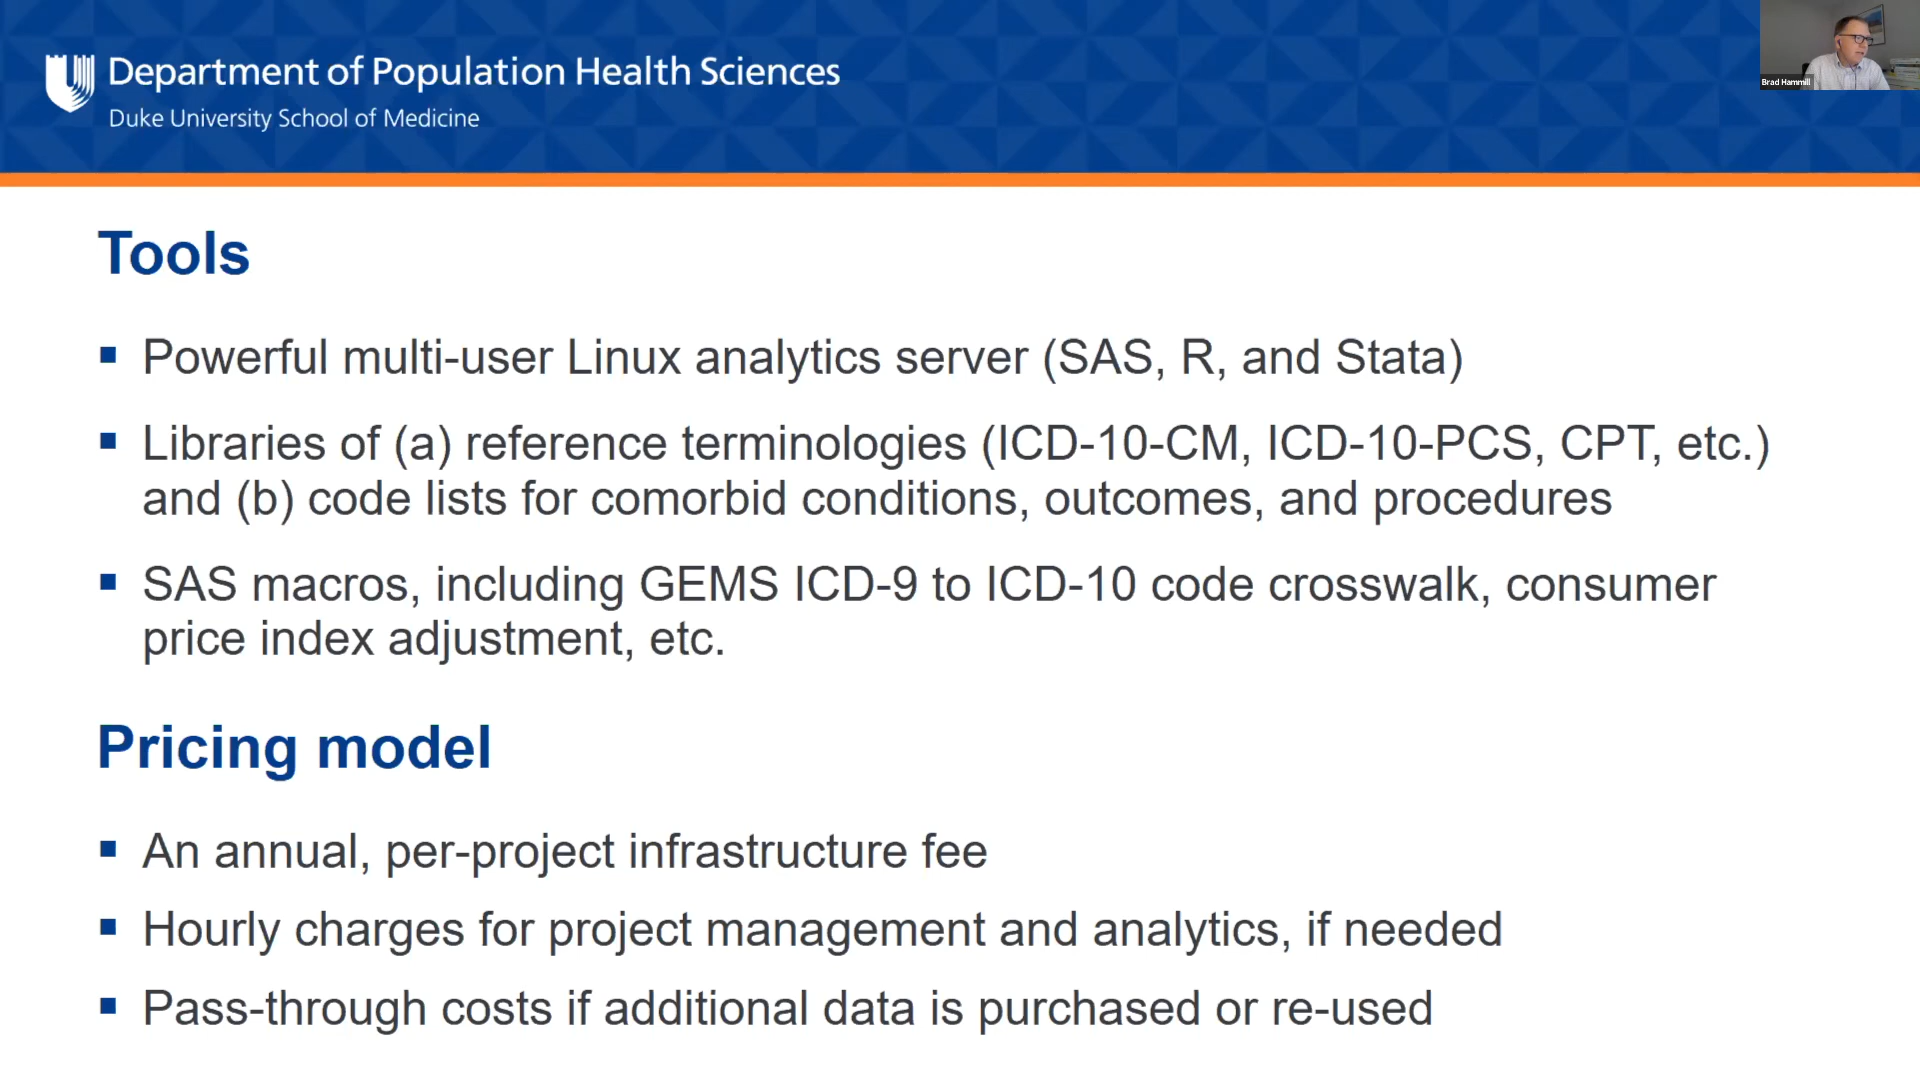 Department of Population Health Sciences
Duke University School of Medicine
Brad Hammill
Tools
Powerful multi-user Linux analytics server (SAS, R, and Stata)
Libraries of (a) reference terminologies (ICD-10-CM, ICD-10-PCS, CPT, etc.)
and (b) code lists for comorbid conditions, outcomes, and procedures
SAS macros, including GEMS ICD-9 to ICD-10 code crosswalk, consumer
price index adjustment, etc.
Pricing model
An annual, per-project infrastructure fee
Hourly charges for project management and analytics, if needed
Pass-through costs if additional data is purchased or re-used